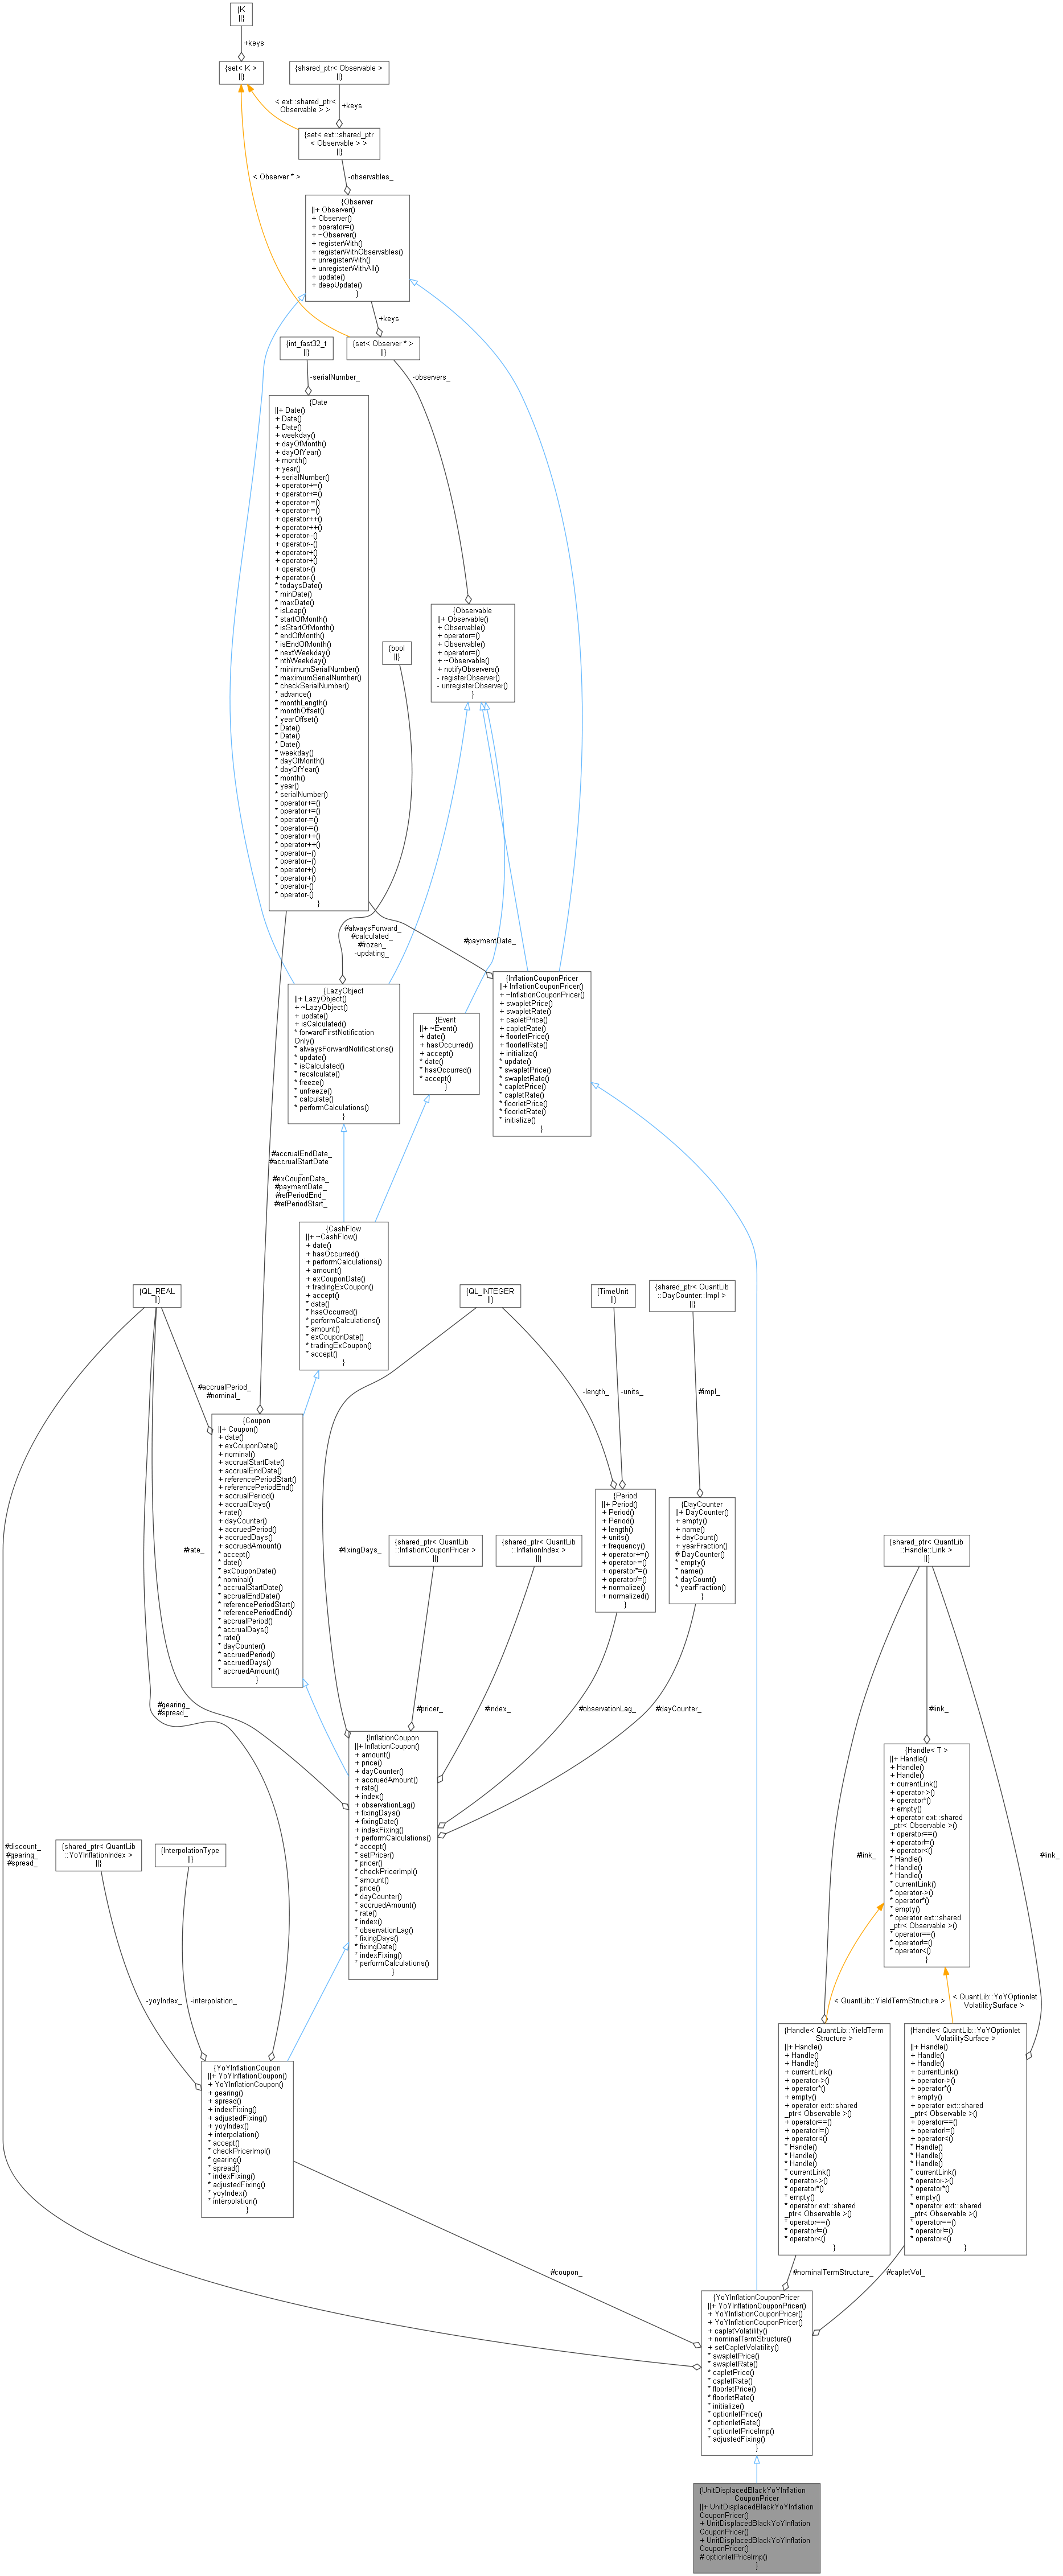 {K
||}
+keys
{set< K >
||}
{shared_ptr< Observable >
||}
< ext::shared_ptr<
Observable > >
+keys
{set< ext::shared_ptr
< Observable > >
||}
< Observer * >
-observables_
{Observer
||+ Observer()
+ Observer()
+ operator=()
+ ~Observer()
+ registerWith()
+ registerWithObservables()
+ unregisterWith()
+ unregisterWithAll()
+ update()
+ deepUpdate()
}
+keys
{int_fast32_t
||}
{set< Observer * >
||}
-serialNumber_
-observers_
{Date
||+ Date()
+ Date()
+ Date()
+ weekday()
+ dayOfMonth()
+ dayOfYear()
+ month()
+ year()
+ serialNumber()
+ operator+=()
+ operator+=()
+ operator-=()
+ operator-=()
+ operator++()
+ operator++()
+ operator--()
+ operator--()
+ operator+()
+ operator+()
+ operator-()
+ operator-()
* todaysDate()
* minDate()
* maxDate()
* isLeap()
* startOfMonth()
* isStartOfMonth()
* endOfMonth()
* isEndOfMonth()
* nextWeekday()
* nthWeekday()
* minimumSerialNumber()
* maximumSerialNumber()
* checkSerialNumber()
* advance()
* monthLength()
* monthOffset()
* yearOffset()
* Date()
* Date()
* Date()
* weekday()
* dayOfMonth()
* dayOfYear()
* month()
* year()
* serialNumber()
* operator+=()
* operator+=()
* operator-=()
* operator-=()
* operator++()
* operator++()
* operator--()
* operator--()
* operator+()
* operator+()
* operator-()
* operator-()
}
{Observable
||+ Observable()
+ Observable()
+ operator=()
+ Observable()
+ operator=()
+ ~Observable()
+ notifyObservers()
- registerObserver()
- unregisterObserver()
}
{bool
||}
#alwaysForward_
#calculated_
#frozen_
-updating_
#paymentDate_
{LazyObject
||+ LazyObject()
+ ~LazyObject()
+ update()
+ isCalculated()
* forwardFirstNotification
Only()
* alwaysForwardNotifications()
* update()
* isCalculated()
* recalculate()
* freeze()
* unfreeze()
* calculate()
* performCalculations()
}
{Event
||+ ~Event()
+ date()
+ hasOccurred()
+ accept()
* date()
* hasOccurred()
* accept()
}
{InflationCouponPricer
||+ InflationCouponPricer()
+ ~InflationCouponPricer()
+ swapletPrice()
+ swapletRate()
+ capletPrice()
+ capletRate()
+ floorletPrice()
+ floorletRate()
+ initialize()
* update()
* swapletPrice()
* swapletRate()
* capletPrice()
* capletRate()
* floorletPrice()
* floorletRate()
* initialize()
}
#accrualEndDate_
#accrualStartDate
_
#exCouponDate_
#paymentDate_
#refPeriodEnd_
#refPeriodStart_
{CashFlow
||+ ~CashFlow()
+ date()
+ hasOccurred()
+ performCalculations()
+ amount()
+ exCouponDate()
+ tradingExCoupon()
+ accept()
* date()
* hasOccurred()
* performCalculations()
* amount()
* exCouponDate()
* tradingExCoupon()
* accept()
}
{QL_REAL
||}
{QL_INTEGER
||}
{TimeUnit
||}
{shared_ptr< QuantLib
::DayCounter::Impl >
||}
#accrualPeriod_
#nominal_
-length_
-units_
#impl_
{Coupon
||+ Coupon()
+ date()
+ exCouponDate()
+ nominal()
+ accrualStartDate()
+ accrualEndDate()
+ referencePeriodStart()
+ referencePeriodEnd()
+ accrualPeriod()
+ accrualDays()
+ rate()
+ dayCounter()
+ accruedPeriod()
+ accruedDays()
+ accruedAmount()
* accept()
* date()
* exCouponDate()
* nominal()
* accrualStartDate()
* accrualEndDate()
* referencePeriodStart()
* referencePeriodEnd()
* accrualPeriod()
* accrualDays()
* rate()
* dayCounter()
* accruedPeriod()
* accruedDays()
* accruedAmount()
}
{Period
||+ Period()
+ Period()
+ Period()
+ length()
+ units()
+ frequency()
+ operator+=()
+ operator-=()
+ operator*=()
+ operator/=()
+ normalize()
+ normalized()
}
{DayCounter
||+ DayCounter()
+ empty()
+ name()
+ dayCount()
+ yearFraction()
# DayCounter()
* empty()
* name()
* dayCount()
* yearFraction()
}
#rate_
#fixingDays_
{shared_ptr< QuantLib
::InflationCouponPricer >
||}
{shared_ptr< QuantLib
::InflationIndex >
||}
{shared_ptr< QuantLib
::Handle::Link >
||}
#gearing_
#spread_
#pricer_
#index_
#observationLag_
#dayCounter_
#link_
{InflationCoupon
||+ InflationCoupon()
+ amount()
+ price()
+ dayCounter()
+ accruedAmount()
+ rate()
+ index()
+ observationLag()
+ fixingDays()
+ fixingDate()
+ indexFixing()
+ performCalculations()
* accept()
* setPricer()
* pricer()
* checkPricerImpl()
* amount()
* price()
* dayCounter()
* accruedAmount()
* rate()
* index()
* observationLag()
* fixingDays()
* fixingDate()
* indexFixing()
* performCalculations()
}
{Handle< T >
||+ Handle()
+ Handle()
+ Handle()
+ currentLink()
+ operator->()
+ operator*()
+ empty()
+ operator ext::shared
_ptr< Observable >()
+ operator==()
+ operator!=()
+ operator<()
* Handle()
* Handle()
* Handle()
* currentLink()
* operator->()
* operator*()
* empty()
* operator ext::shared
_ptr< Observable >()
* operator==()
* operator!=()
* operator<()
}
#discount_
#gearing_
#spread_
{shared_ptr< QuantLib
::YoYInflationIndex >
||}
{InterpolationType
||}
#link_
#link_
-yoyIndex_
-interpolation_
< QuantLib::YieldTermStructure >
< QuantLib::YoYOptionlet
VolatilitySurface >
{YoYInflationCoupon
||+ YoYInflationCoupon()
+ YoYInflationCoupon()
+ gearing()
+ spread()
+ indexFixing()
+ adjustedFixing()
+ yoyIndex()
+ interpolation()
* accept()
* checkPricerImpl()
* gearing()
* spread()
* indexFixing()
* adjustedFixing()
* yoyIndex()
* interpolation()
}
{Handle< QuantLib::YieldTerm
Structure >
||+ Handle()
+ Handle()
+ Handle()
+ currentLink()
+ operator->()
+ operator*()
+ empty()
+ operator ext::shared
_ptr< Observable >()
+ operator==()
+ operator!=()
+ operator<()
* Handle()
* Handle()
* Handle()
* currentLink()
* operator->()
* operator*()
* empty()
* operator ext::shared
_ptr< Observable >()
* operator==()
* operator!=()
* operator<()
}
{Handle< QuantLib::YoYOptionlet
VolatilitySurface >
||+ Handle()
+ Handle()
+ Handle()
+ currentLink()
+ operator->()
+ operator*()
+ empty()
+ operator ext::shared
_ptr< Observable >()
+ operator==()
+ operator!=()
+ operator<()
* Handle()
* Handle()
* Handle()
* currentLink()
* operator->()
* operator*()
* empty()
* operator ext::shared
_ptr< Observable >()
* operator==()
* operator!=()
* operator<()
}
#coupon_
#nominalTermStructure_
#capletVol_
{YoYInflationCouponPricer
||+ YoYInflationCouponPricer()
+ YoYInflationCouponPricer()
+ YoYInflationCouponPricer()
+ capletVolatility()
+ nominalTermStructure()
+ setCapletVolatility()
* swapletPrice()
* swapletRate()
* capletPrice()
* capletRate()
* floorletPrice()
* floorletRate()
* initialize()
* optionletPrice()
* optionletRate()
* optionletPriceImp()
* adjustedFixing()
}
{UnitDisplacedBlackYoYInflation
CouponPricer
||+ UnitDisplacedBlackYoYInflation
CouponPricer()
+ UnitDisplacedBlackYoYInflation
CouponPricer()
+ UnitDisplacedBlackYoYInflation
CouponPricer()
# optionletPriceImp()
}